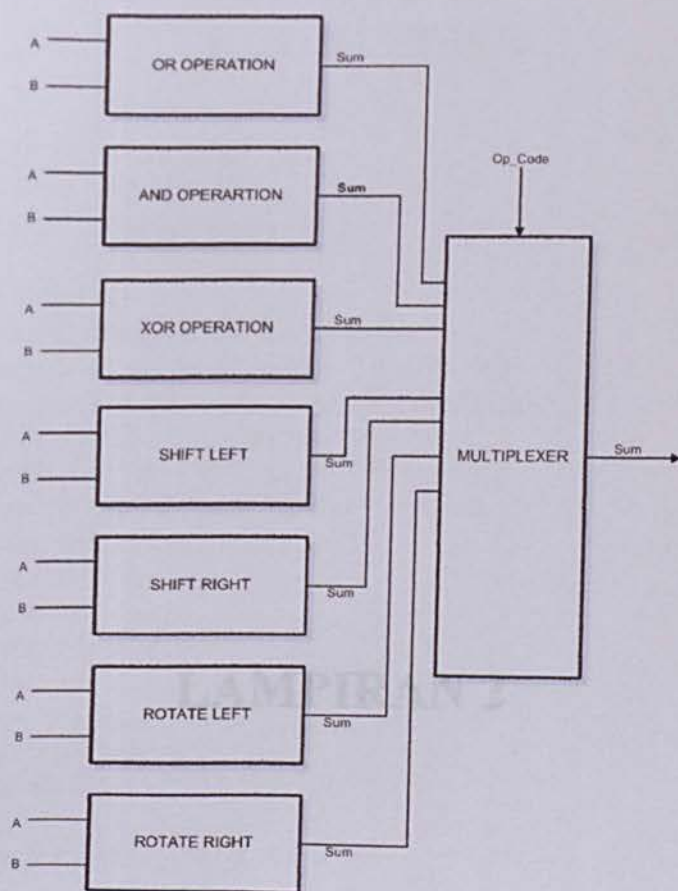 A
B
OR OPERATION
Sum
Op_Code
A
B
AND OPERARTION
Sum
A
B
XOR OPERATION
Sum
A
B
SHIFT LEFT
Sum
MULTIPLEXER
Sum
A
B
SHIFT RIGHT
Sum
LAMPIRAN 2
A
B
ROTATE LEFT
Sum
A
B
ROTATE RIGHT
Sum